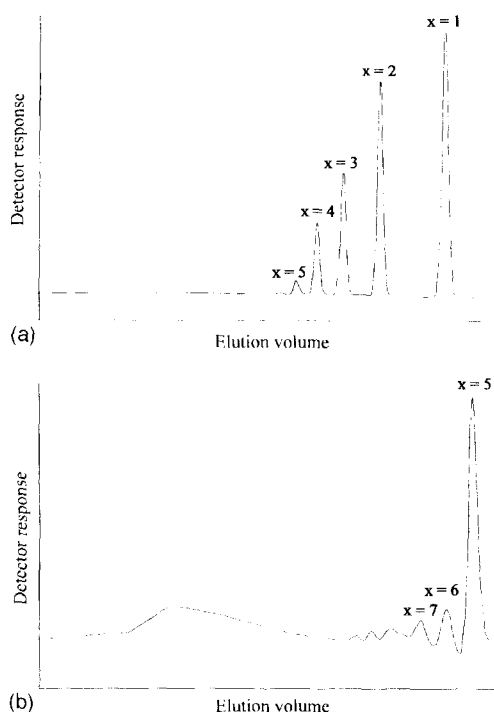 x = 1
x = 2
x = 3
x = 4
x = 5
Detector response
(a)
Elution volume
x = 5
x = 6
x = 7
Detector response
(b)
Elution volume